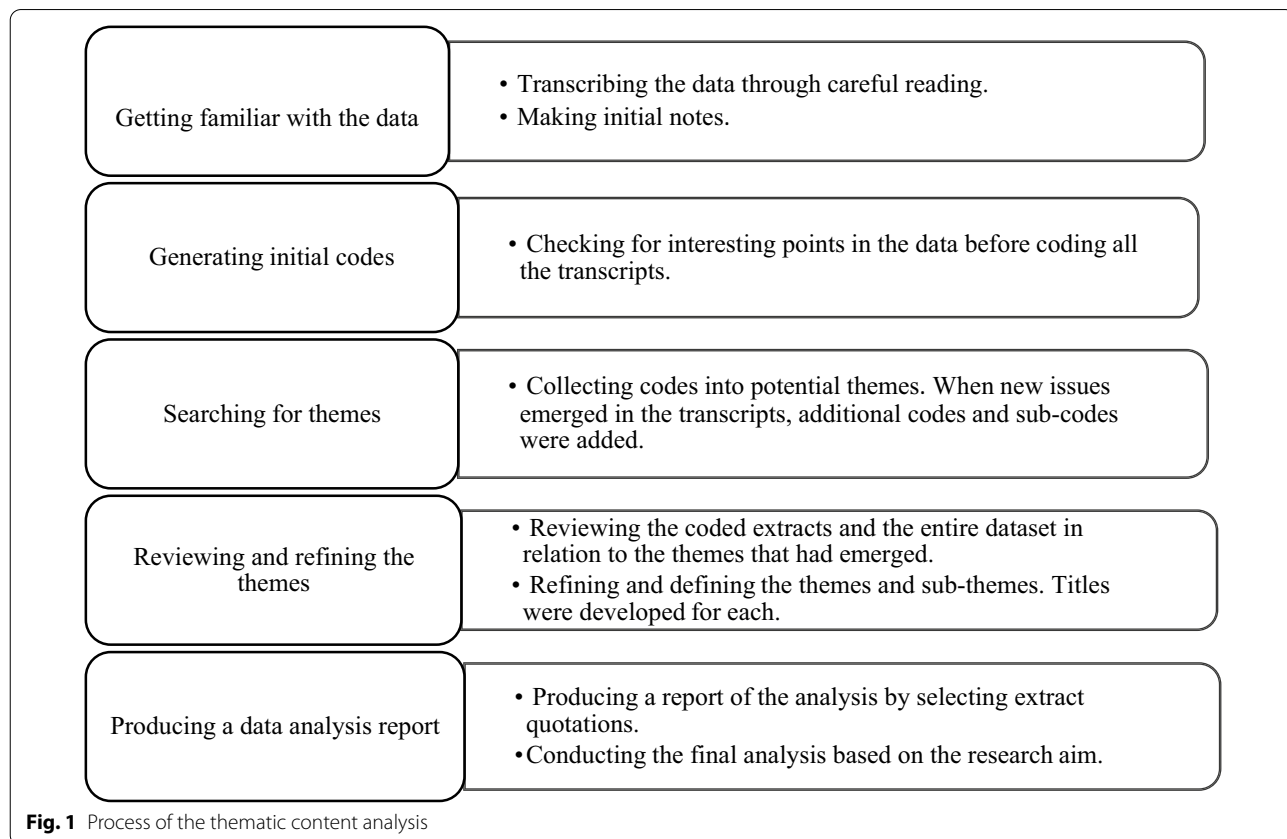 Getting familiar with the data
• Transcribing the data through careful reading.
• Making initial notes.
Generating initial codes
• Checking for interesting points in the data before coding all
the transcripts.
Searching for themes
• Collecting codes into potential themes. When new issues
emerged in the transcripts, additional codes and sub-codes
were added.
Reviewing and refining the
themes
• Reviewing the coded extracts and the entire dataset in
relation to the themes that had emerged.
• Refining and defining the themes and sub-themes. Titles
were developed for each.
Producing a data analysis report
• Producing a report of the analysis by selecting extract
quotations.
•Conducting the final analysis based on the research aim.
Fig. 1 Process of the thematic content analysis